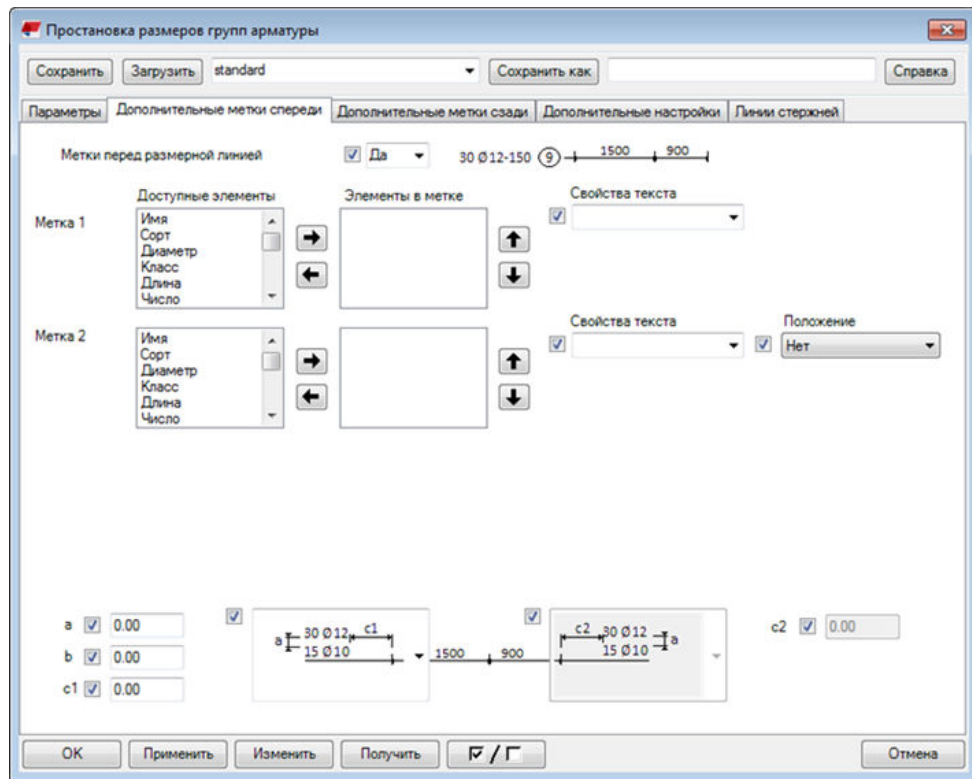 Простановка размеров групп арматуры
Сохранить Загрузить standard Сохранить как Справка
Параметры Дополнительные метки спереди Дополнительные метки сзади Дополнительные настройки Линии стержней
Метки перед размерной линией Да 30 Ø12-150 9 1500 900
Доступные элементы Элементы в метке Свойства текста
Метка 1
Имя
Сорт
Диаметр
Класс
Длина
Число
Свойства текста Положение
Метка 2 Нет
Имя
Сорт
Диаметр
Класс
Длина
Число
a 0.00
b 0.00
c1 0.00
a 30 Ø12 c1
15 Ø10
1500 900
c2 30 Ø12 a
15 Ø10
c2 0.00
OK Применить Изменить Получить / Отмена